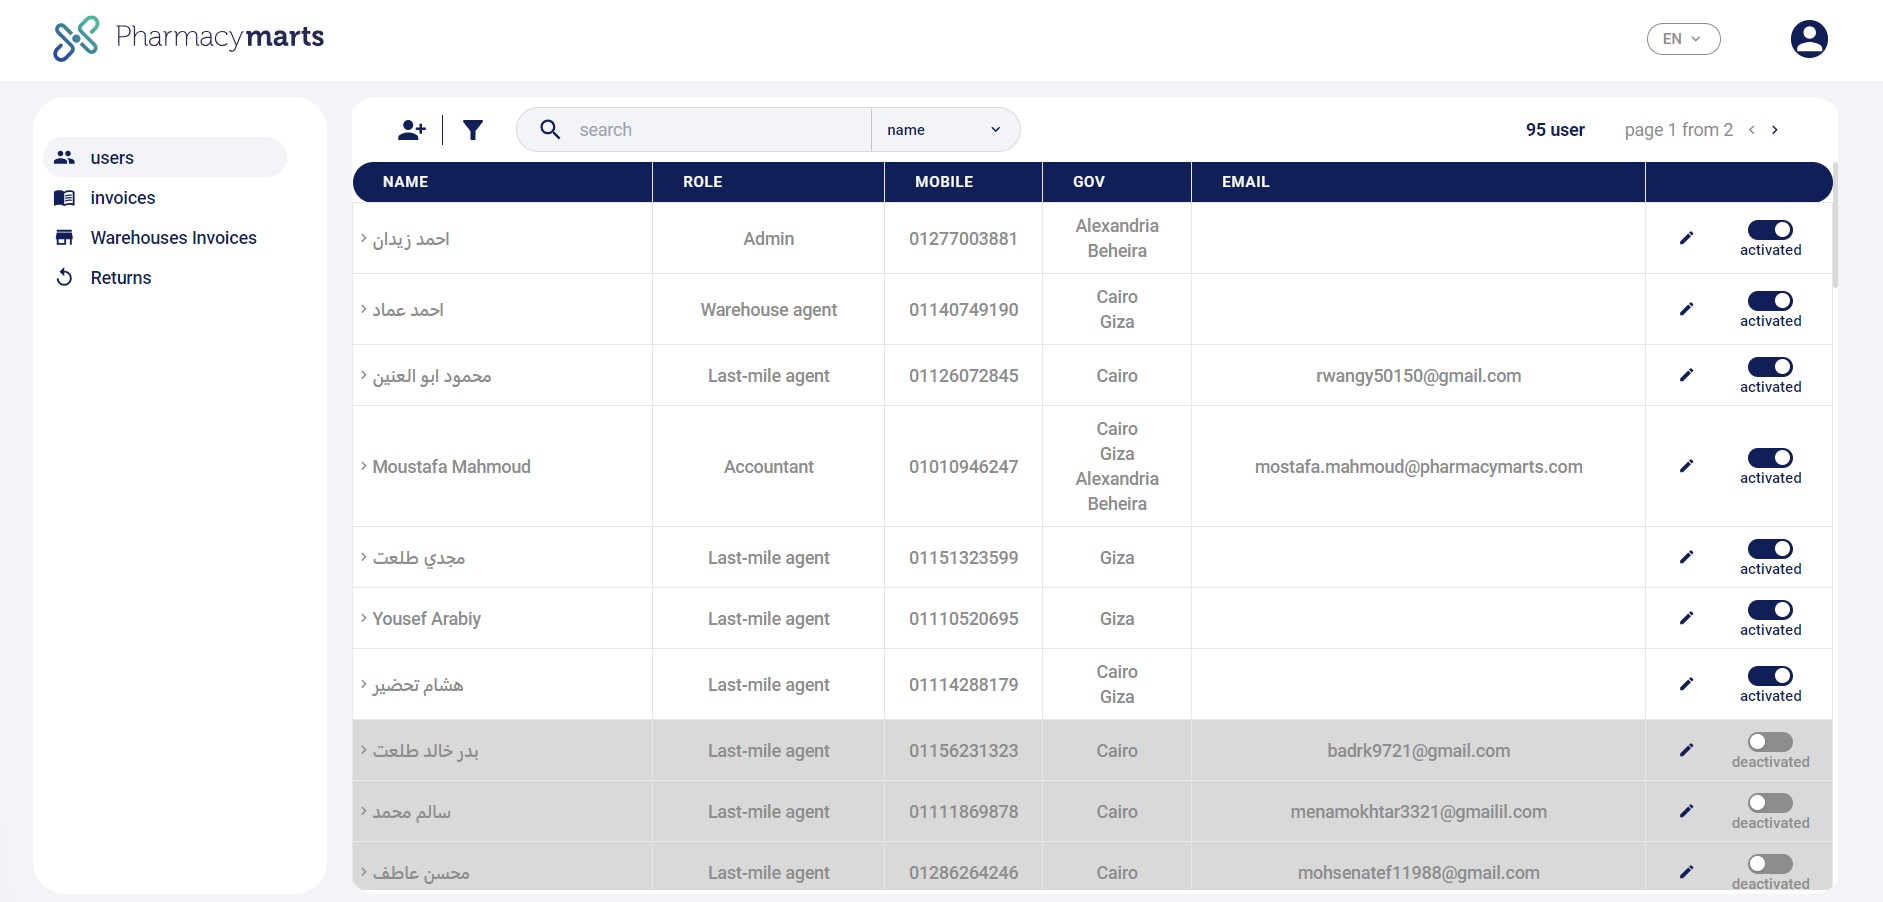 Pharmacymarts
EN
users
invoices
Warehouses Invoices
Returns
search
name
95 user
page 1 from 2
NAME ROLE MOBILE GOV EMAIL
احمد زيدان Admin 01277003881 Alexandria Beheira activated
احمد عماد Warehouse agent 01140749190 Cairo Giza activated
محمود ابو العنين Last-mile agent 01126072845 Cairo rwangy50150@gmail.com activated
Moustafa Mahmoud Accountant 01010946247 Cairo Giza Alexandria Beheira mostafa.mahmoud@pharmacymarts.com activated
مجدي طلعت Last-mile agent 01151323599 Giza activated
Yousef Arabiy Last-mile agent 01110520695 Giza activated
هشام تحضير Last-mile agent 01114288179 Cairo Giza activated
بدر خالد طلعت Last-mile agent 01156231323 Cairo badrk9721@gmail.com deactivated
سالم محمد Last-mile agent 01111869878 Cairo menamokhtar3321@gmailil.com deactivated
محسن عاطف Last-mile agent 01286264246 Cairo mohsenatef11988@gmail.com deactivated